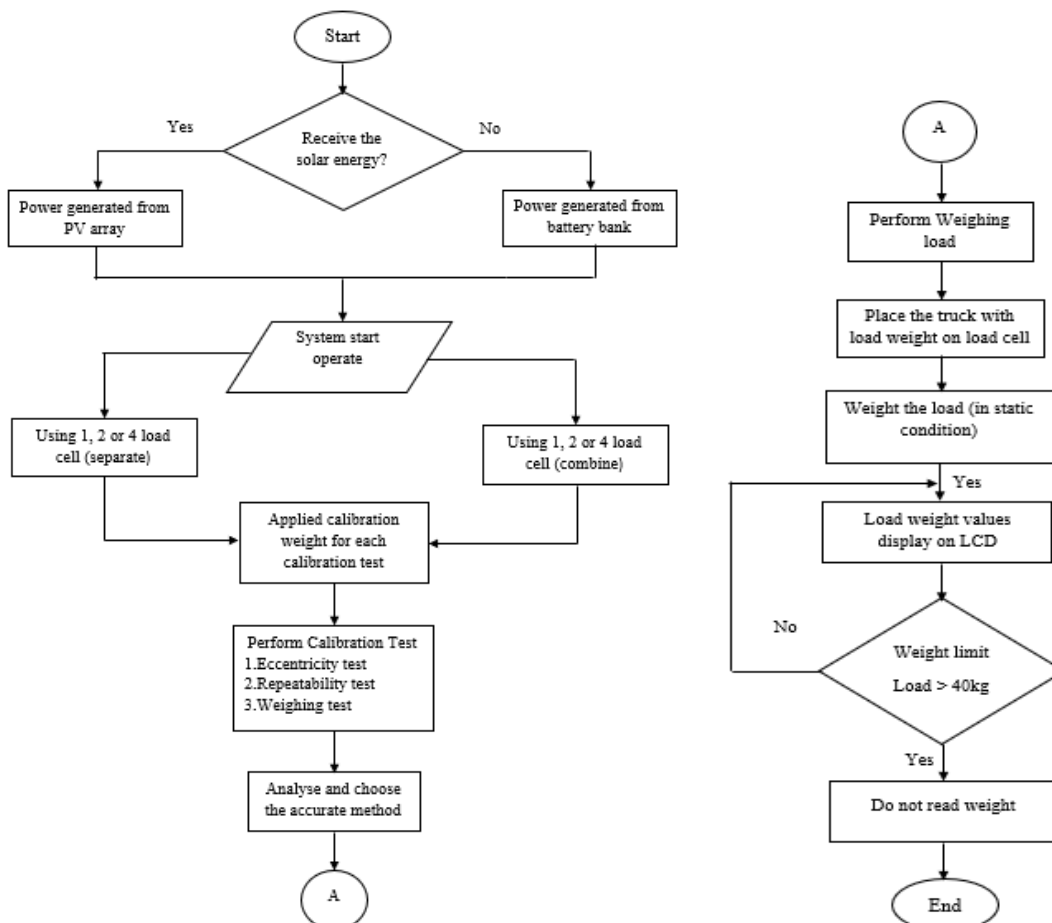 Start
Yes
No
Receive the
solar energy?
Power generated from
PV array
Power generated from
battery bank
System start
operate
Using 1, 2 or 4 load
cell (separate)
Using 1, 2 or 4 load
cell (combine)
Applied calibration
weight for each
calibration test
Perform Calibration Test
1.Eccentricity test
2.Repeatability test
3.Weighing test
Analyse and choose
the accurate method
A
A
Perform Weighing
load
Place the truck with
load weight on load cell
Weight the load (in static
condition)
Yes
Load weight values
display on LCD
No
Weight limit
Load > 40kg
Yes
Do not read weight
End